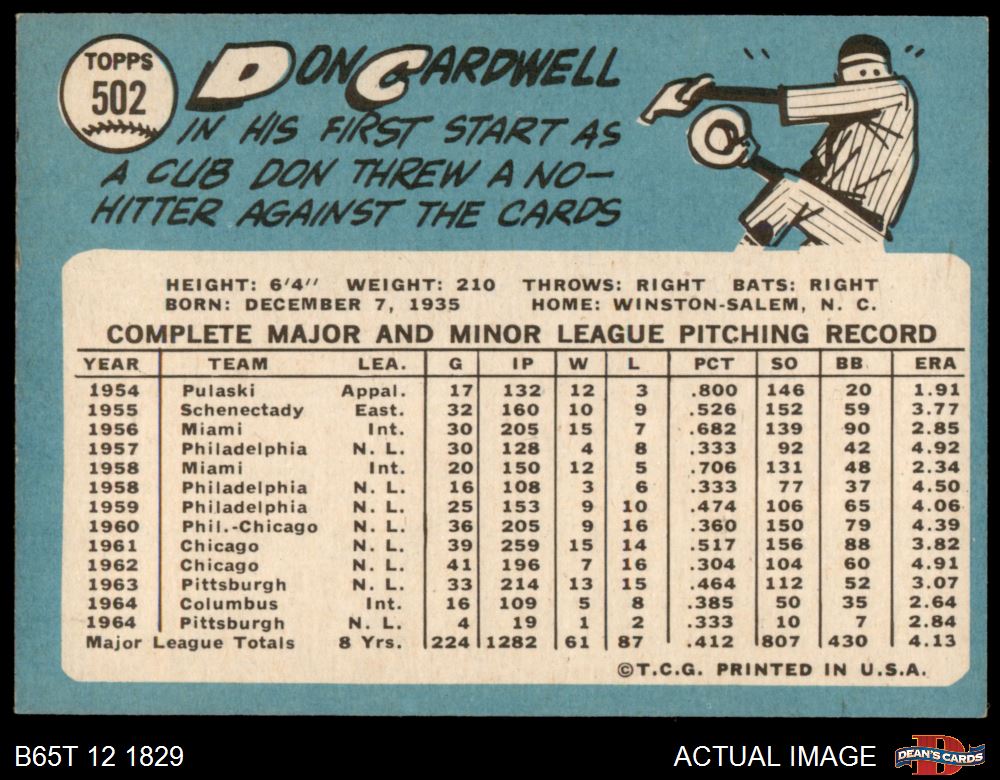 TOPPS
502
DON CARDWELL
IN HIS FIRST START AS
A CUB DON THREW A NO-
HITTER AGAINST THE CARDS
HEIGHT: 6'4" WEIGHT: 210 THROWS: RIGHT BATS: RIGHT
BORN: DECEMBER 7, 1935 HOME: WINSTON-SALEM, N. C.
COMPLETE MAJOR AND MINOR LEAGUE PITCHING RECORD
YEAR TEAM LEA. G IP W L PCT SO BB ERA
1954 Pulaski Appal. 17 132 12 3 .800 146 20 1.91
1955 Schenectady East. 32 160 10 9 .526 152 59 3.77
1956 Miami Int. 30 205 15 7 .682 139 90 2.85
1957 Philadelphia N. L. 30 128 4 8 .333 92 42 4.92
1958 Miami Int. 20 150 12 5 .706 131 48 2.34
1958 Philadelphia N. L. 16 108 3 6 .333 77 37 4.50
1959 Philadelphia N. L. 25 153 9 10 .474 106 65 4.06
1960 Phil.-Chicago N. L. 36 205 9 16 .360 150 79 4.39
1961 Chicago N. L. 39 259 15 14 .517 156 88 3.82
1962 Chicago N. L. 41 196 7 16 .304 104 60 4.91
1963 Pittsburgh N. L. 33 214 13 15 .464 112 52 3.07
1964 Columbus Int. 16 109 5 8 .385 50 35 2.64
1964 Pittsburgh N. L. 4 19 1 2 .333 10 7 2.84
Major League Totals 8 Yrs. 224 1282 61 87 .412 807 430 4.13
©T.C.G. PRINTED IN U.S.A.
B65T 12 1829
ACTUAL IMAGE
DEAN'S CARDS